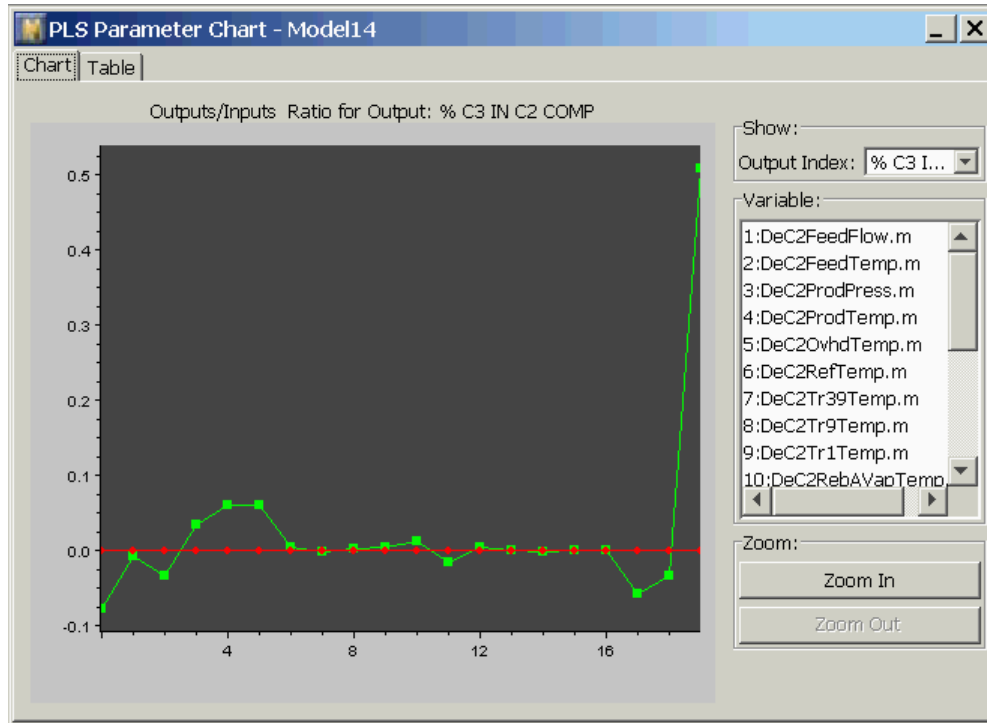 PLS Parameter Chart - Model14
Chart
Table
Outputs/Inputs Ratio for Output: % C3 IN C2 COMP
0.5
0.4
0.3
0.2
0.1
0.0
-0.1
4
8
12
16
Show:
Output Index:
% C3 I...
Variable:
1:DeC2FeedFlow.m
2:DeC2FeedTemp.m
3:DeC2ProdPress.m
4:DeC2ProdTemp.m
5:DeC2OvhdTemp.m
6:DeC2RefTemp.m
7:DeC2Tr39Temp.m
8:DeC2Tr9Temp.m
9:DeC2Tr1Temp.m
10:DeC2RebAVapTemp.
Zoom:
Zoom In
Zoom Out